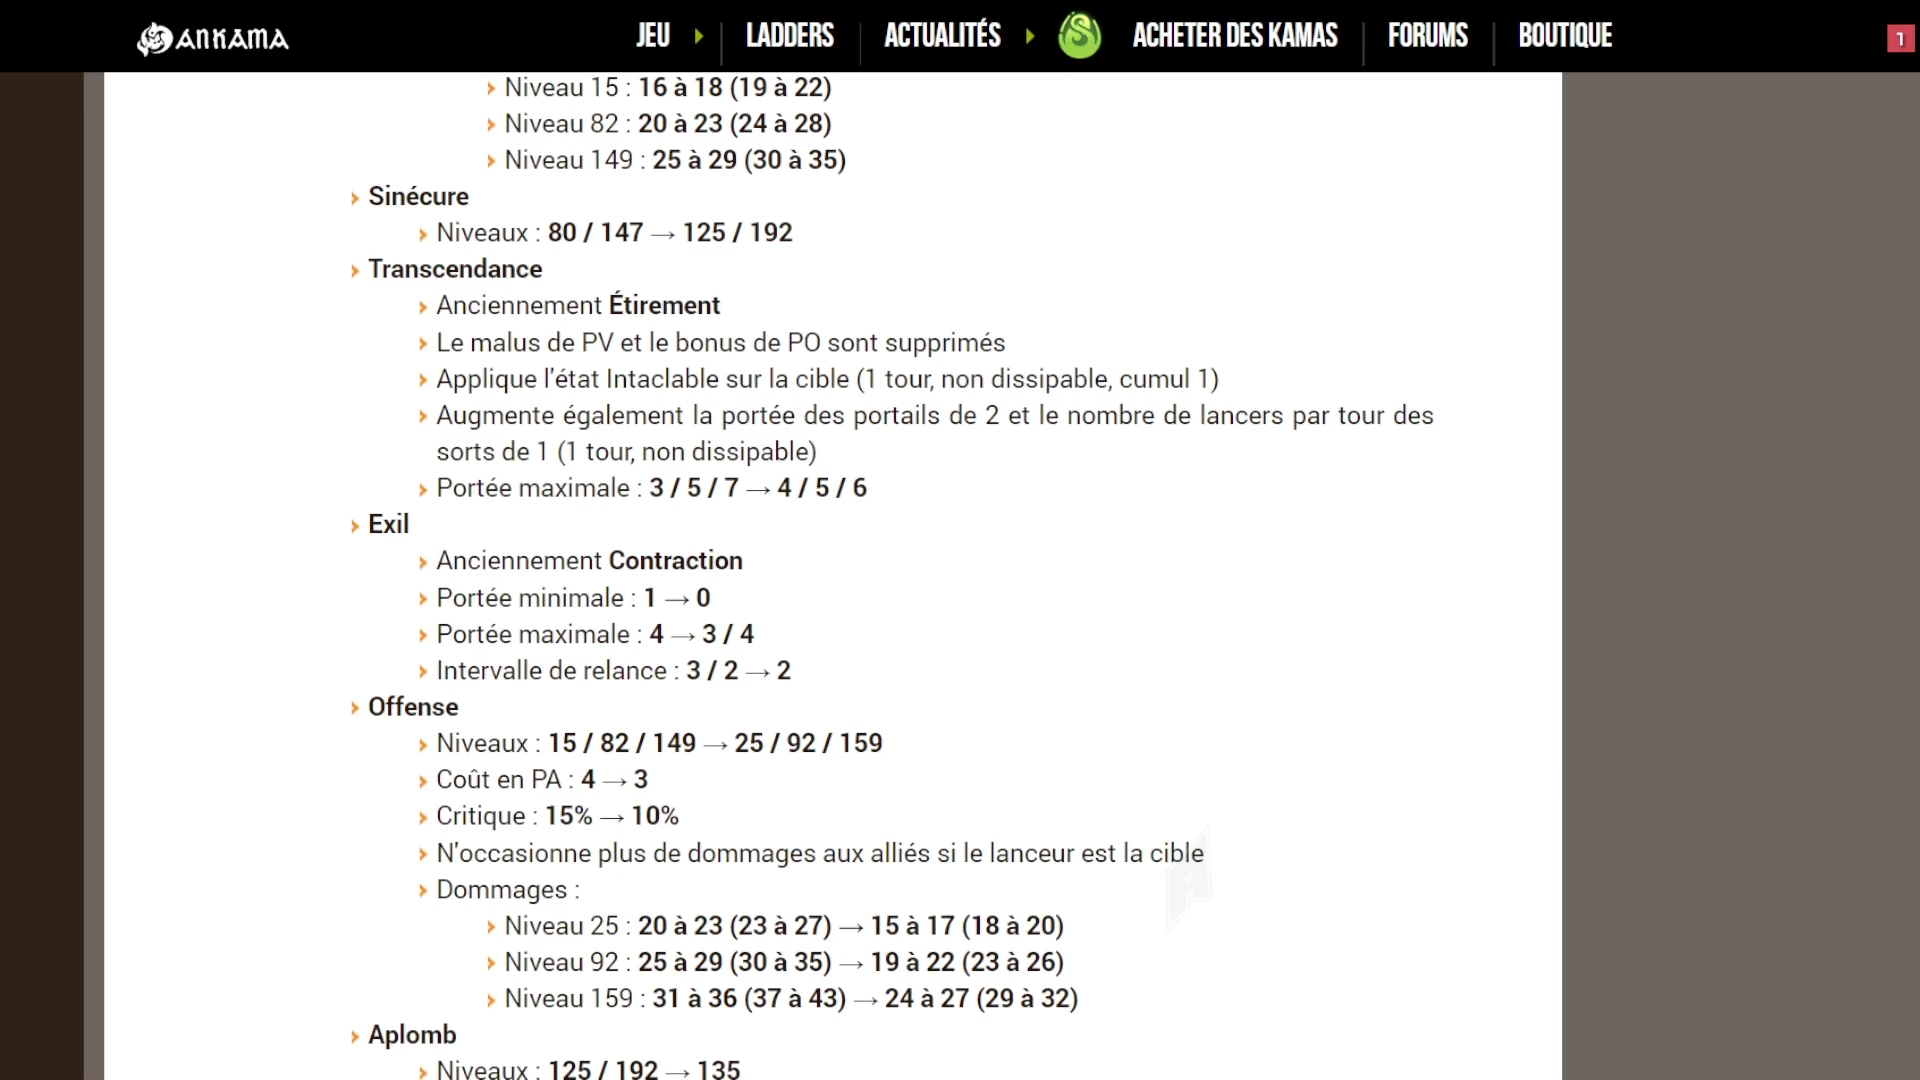 ANKAMA
JEU
LADDERS
ACTUALITÉS
ACHETER DES KAMAS
FORUMS
BOUTIQUE
1
Niveau 15 : 16 à 18 (19 à 22)
Niveau 82 : 20 à 23 (24 à 28)
Niveau 149 : 25 à 29 (30 à 35)
Sinécure
Niveaux : 80 / 147 → 125 / 192
Transcendance
Anciennement Étirement
Le malus de PV et le bonus de PO sont supprimés
Applique l'état Intaclable sur la cible (1 tour, non dissipable, cumul 1)
Augmente également la portée des portails de 2 et le nombre de lancers par tour des
sorts de 1 (1 tour, non dissipable)
Portée maximale : 3 / 5 / 7 → 4 / 5 / 6
Exil
Anciennement Contraction
Portée minimale : 1 → 0
Portée maximale : 4 → 3 / 4
Intervalle de relance : 3 / 2 → 2
Offense
Niveaux : 15 / 82 / 149 → 25 / 92 / 159
Coût en PA : 4 → 3
Critique : 15% → 10%
N'occasionne plus de dommages aux alliés si le lanceur est la cible
Dommages :
Niveau 25 : 20 à 23 (23 à 27) → 15 à 17 (18 à 20)
Niveau 92 : 25 à 29 (30 à 35) → 19 à 22 (23 à 26)
Niveau 159 : 31 à 36 (37 à 43) → 24 à 27 (29 à 32)
Aplomb
Niveaux : 125 / 192 → 135